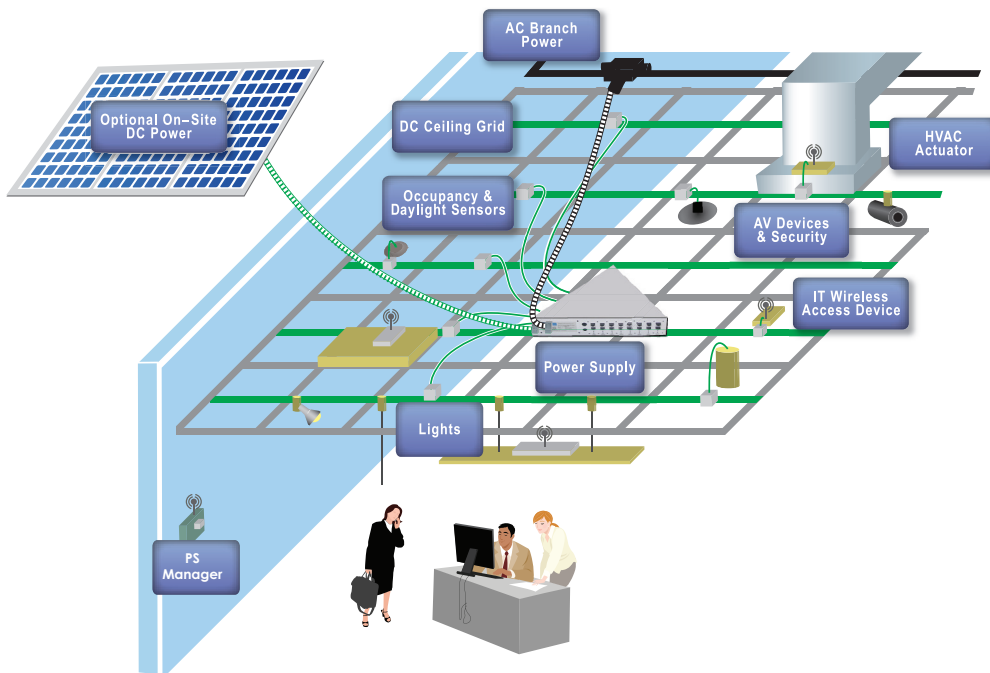 AC Branch
Power
Optional On–Site
DC Power
DC Ceiling Grid
HVAC
Actuator
Occupancy &
Daylight Sensors
AV Devices
& Security
IT Wireless
Access Device
Power Supply
Lights
PS
Manager